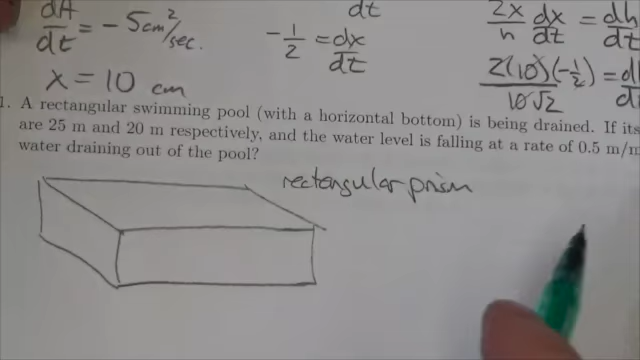 dA/dt = -5cm²/sec.
dt
-1/2 = dx/dt
2x/h dx/dt = dh/dt
x = 10 cm
2(10)(-1/2)/10√2 =
1. A rectangular swimming pool (with a horizontal bottom) is being drained. If its
are 25 m and 20 m respectively, and the water level is falling at a rate of 0.5 m/m
water draining out of the pool?
rectangular prism